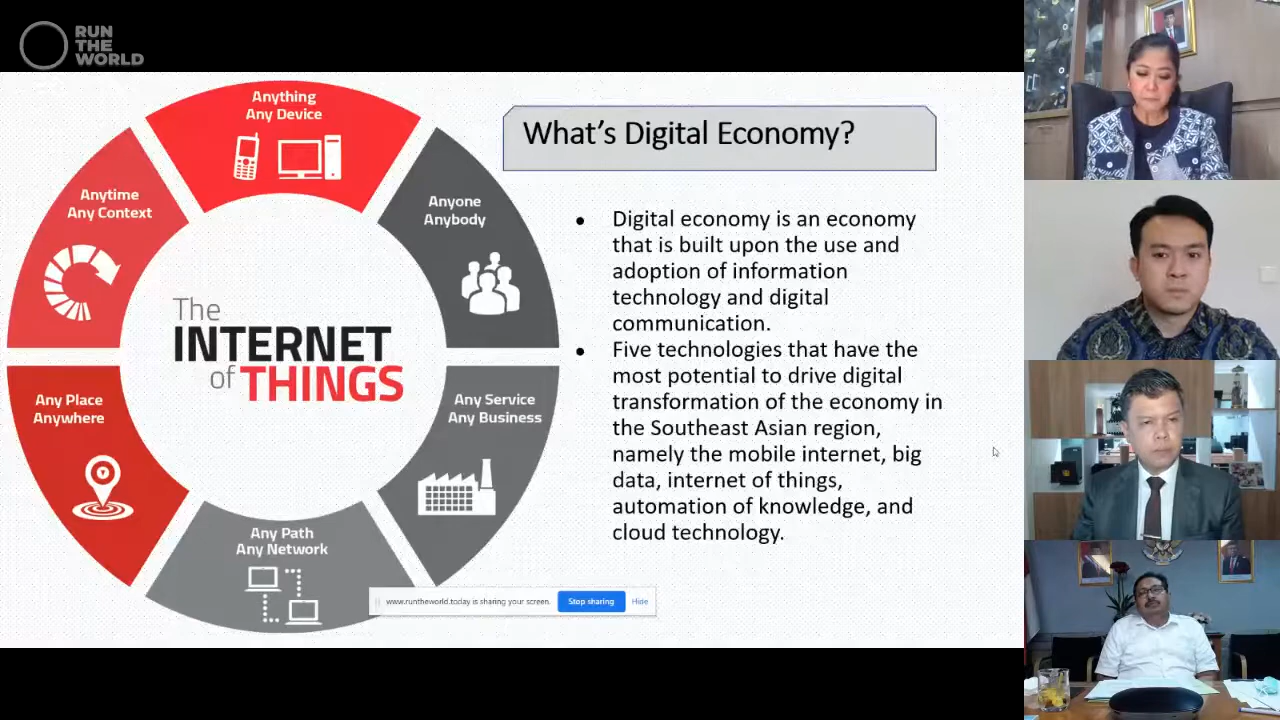 RUN
THE
WORLD
Anything
Any Device
Anytime
Any Context
Anyone
Anybody
The
INTERNET
of THINGS
Any Place
Anywhere
Any Service
Any Business
Any Path
Any Network
What's Digital Economy?
Digital economy is an economy
that is built upon the use and
adoption of information
technology and digital
communication.
Five technologies that have the
most potential to drive digital
transformation of the economy in
the Southeast Asian region,
namely the mobile internet, big
data, internet of things,
automation of knowledge, and
cloud technology.
www.runtheworld.today is sharing your screen.
Stop sharing
Hide